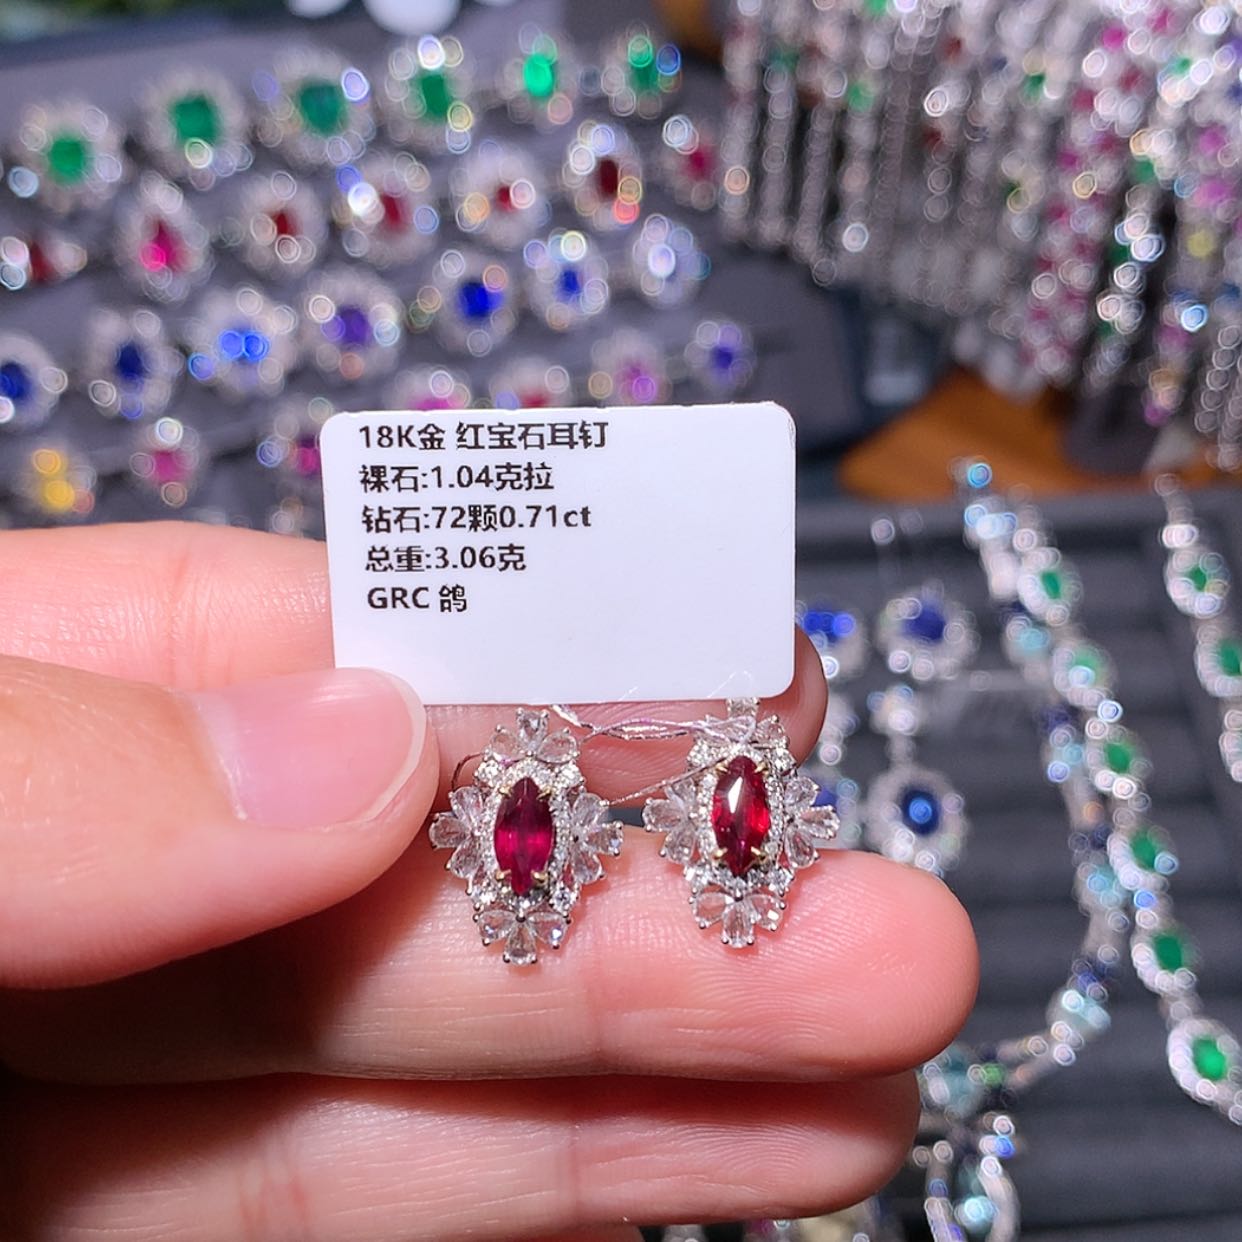 18K金 红宝石耳钉
裸石:1.04克拉
钻石:72颗0.71ct
总重:3.06克
GRC 鸽